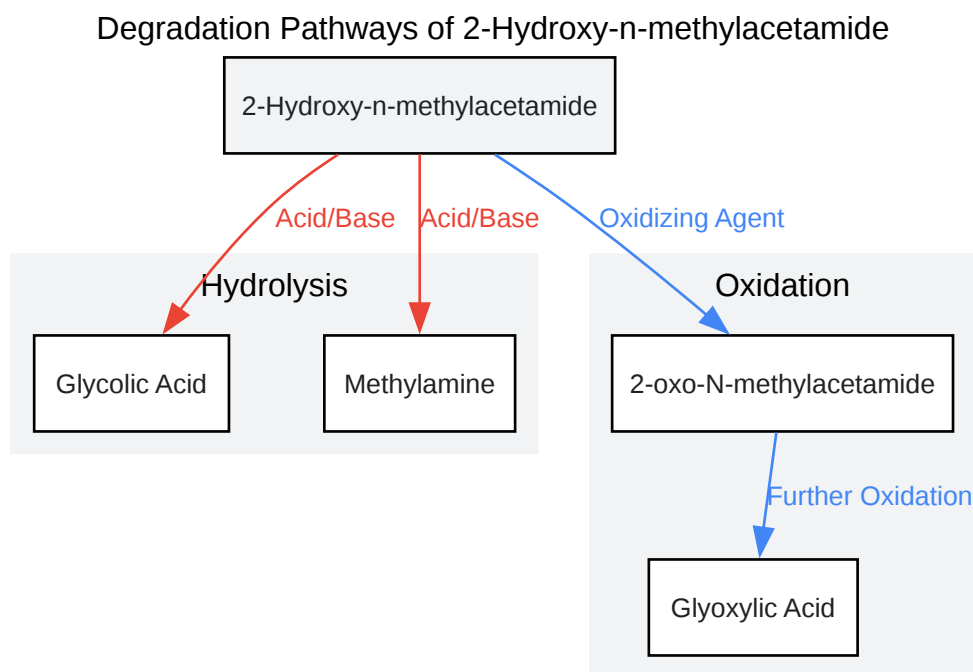 Degradation Pathways of 2-Hydroxy-n-methylacetamide
2-Hydroxy-n-methylacetamide
Acid/Base
Acid/Base
Oxidizing Agent
Hydrolysis
Oxidation
Glycolic Acid
Methylamine
2-oxo-N-methylacetamide
Further Oxidation
Glyoxylic Acid